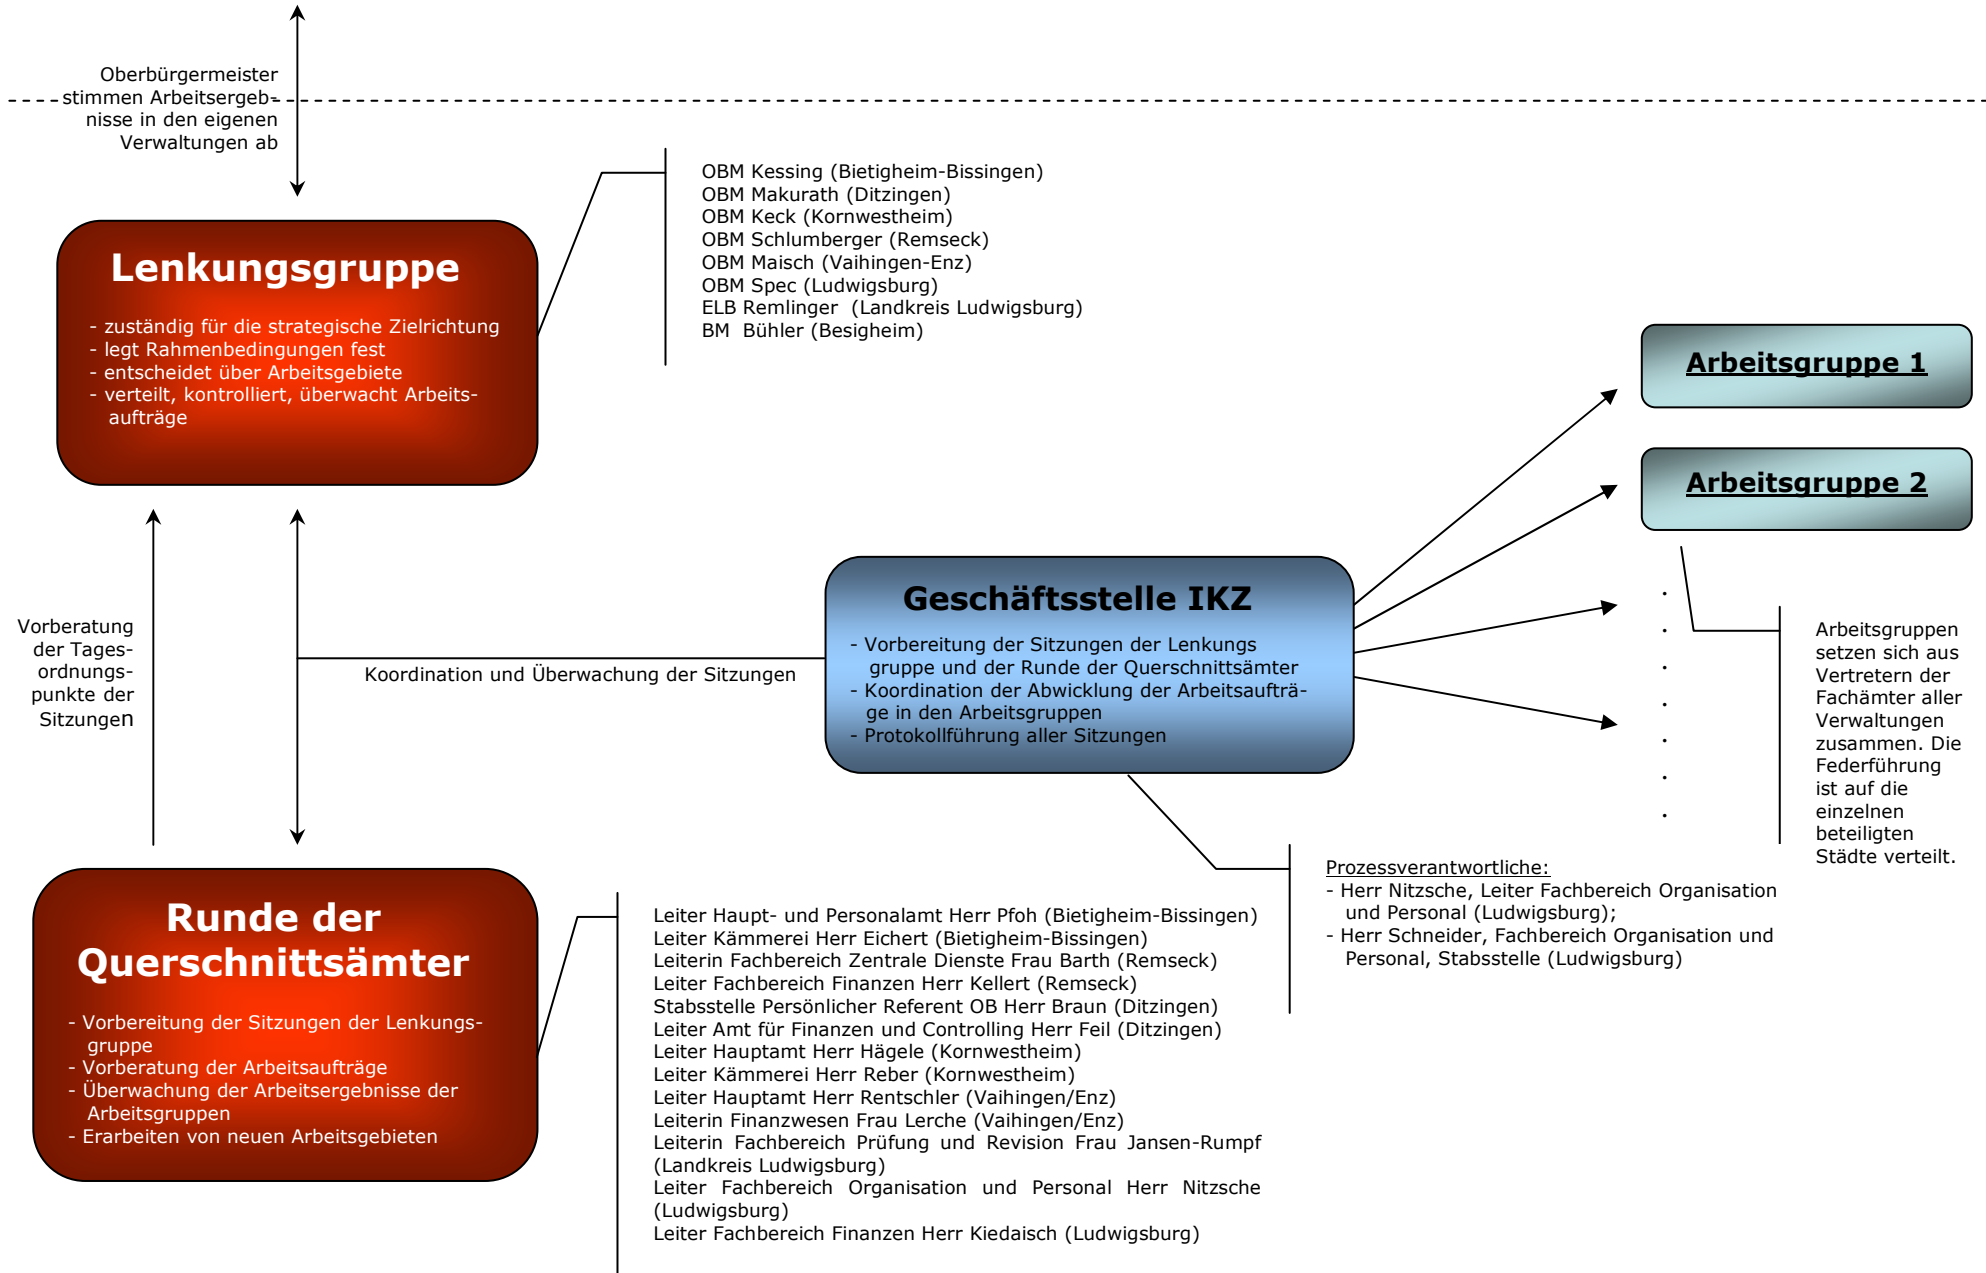 Oberbürgermeister
stimmen Arbeitsergeb-
nisse in den eigenen
Verwaltungen ab
OBM Kessing (Bietigheim-Bissingen)
OBM Makurath (Ditzingen)
OBM Keck (Kornwestheim)
OBM Schlumberger (Remseck)
OBM Maisch (Vaihingen-Enz)
OBM Spec (Ludwigsburg)
ELB Remlinger (Landkreis Ludwigsburg)
BM Bühler (Besigheim)
Lenkungsgruppe
- zuständig für die strategische Zielrichtung
- legt Rahmenbedingungen fest
- entscheidet über Arbeitsgebiete
- verteilt, kontrolliert, überwacht Arbeits-
aufträge
Arbeitsgruppe 1
Arbeitsgruppe 2
.
.
.
.
.
.
.
Arbeitsgruppen
setzen sich aus
Vertretern der
Fachämter aller
Verwaltungen
zusammen. Die
Federführung
ist auf die
einzelnen
beteiligten
Städte verteilt.
Geschäftsstelle IKZ
- Vorbereitung der Sitzungen der Lenkungs
gruppe und der Runde der Querschnittsämter
- Koordination der Abwicklung der Arbeitsaufträ-
ge in den Arbeitsgruppen
- Protokollführung aller Sitzungen
Koordination und Überwachung der Sitzungen
Vorberatung
der Tages-
ordnungs-
punkte der
Sitzungen
Prozessverantwortliche:
- Herr Nitzsche, Leiter Fachbereich Organisation
und Personal (Ludwigsburg);
- Herr Schneider, Fachbereich Organisation und
Personal, Stabsstelle (Ludwigsburg)
Runde der
Querschnittsämter
- Vorbereitung der Sitzungen der Lenkungs-
gruppe
- Vorberatung der Arbeitsaufträge
- Überwachung der Arbeitsergebnisse der
Arbeitsgruppen
- Erarbeiten von neuen Arbeitsgebieten
Leiter Haupt- und Personalamt Herr Pfoh (Bietigheim-Bissingen)
Leiter Kämmerei Herr Eichert (Bietigheim-Bissingen)
Leiterin Fachbereich Zentrale Dienste Frau Barth (Remseck)
Leiter Fachbereich Finanzen Herr Kellert (Remseck)
Stabsstelle Persönlicher Referent OB Herr Braun (Ditzingen)
Leiter Amt für Finanzen und Controlling Herr Feil (Ditzingen)
Leiter Hauptamt Herr Hägele (Kornwestheim)
Leiter Kämmerei Herr Reber (Kornwestheim)
Leiter Hauptamt Herr Rentschler (Vaihingen/Enz)
Leiterin Finanzwesen Frau Lerche (Vaihingen/Enz)
Leiterin Fachbereich Prüfung und Revision Frau Jansen-Rumpf
(Landkreis Ludwigsburg)
Leiter Fachbereich Organisation und Personal Herr Nitzsche
(Ludwigsburg)
Leiter Fachbereich Finanzen Herr Kiedaisch (Ludwigsburg)